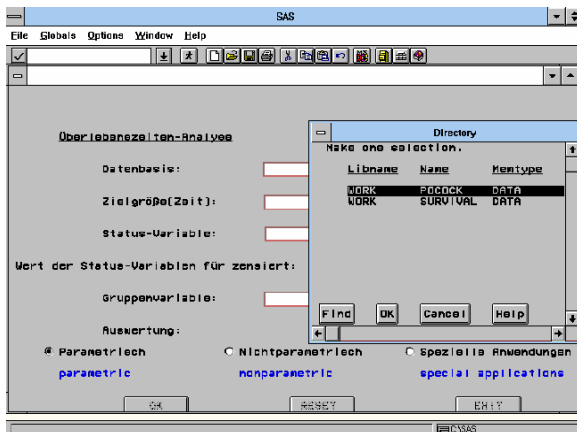 SAS
File Globals Options Window Help
Überlebenszeiten-Analyse
Datenbasis:
Zielgröße(Zeit):
Status-Variable:
Wert der Status-Variablen für zensiert:
Gruppenvariable:
Auswertung:
Parametrisch Nichtparametrisch Spezielle Anwendungen
parametric nonparametric special applications
OK RESET EXIT
Directory
Make one selection.
Libname Name Memtype
WORK POCOCK DATA
WORK SURVIVAL DATA
Find OK Cancel Help
C:\SAS